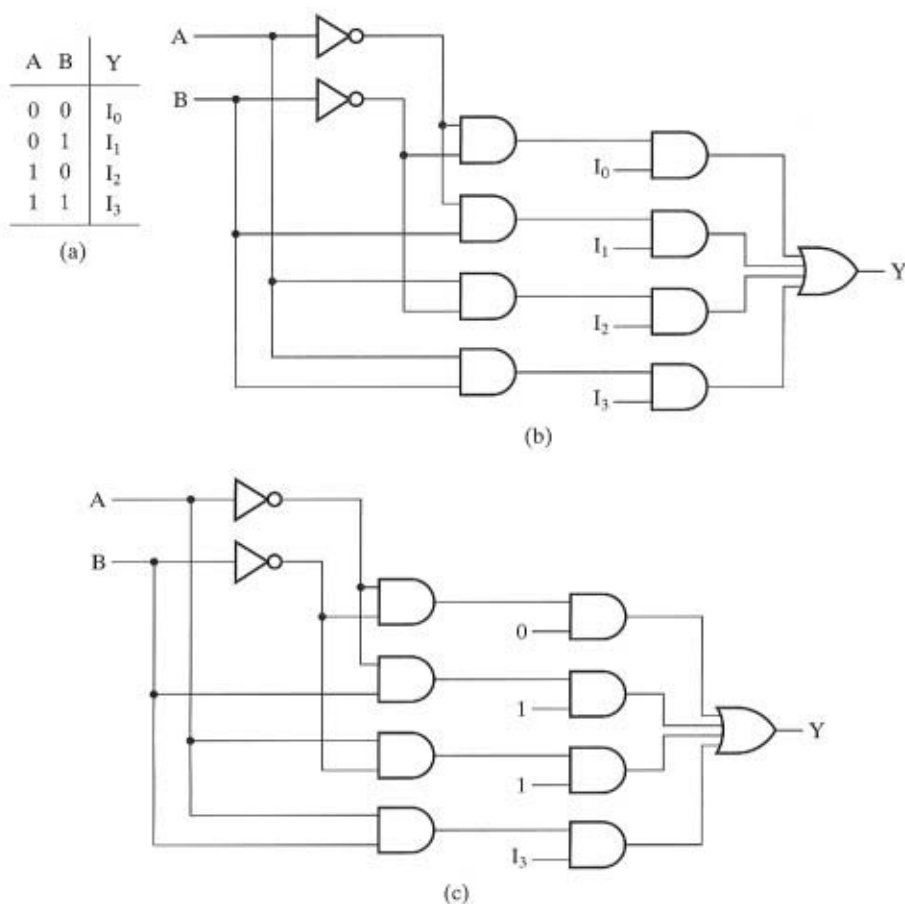 A B Y
0 0 I₀
0 1 I₁
1 0 I₂
1 1 I₃
(a)
A
B
I₀
I₁
Y
I₂
I₃
(b)
A
B
0
1
Y
1
I₃
(c)